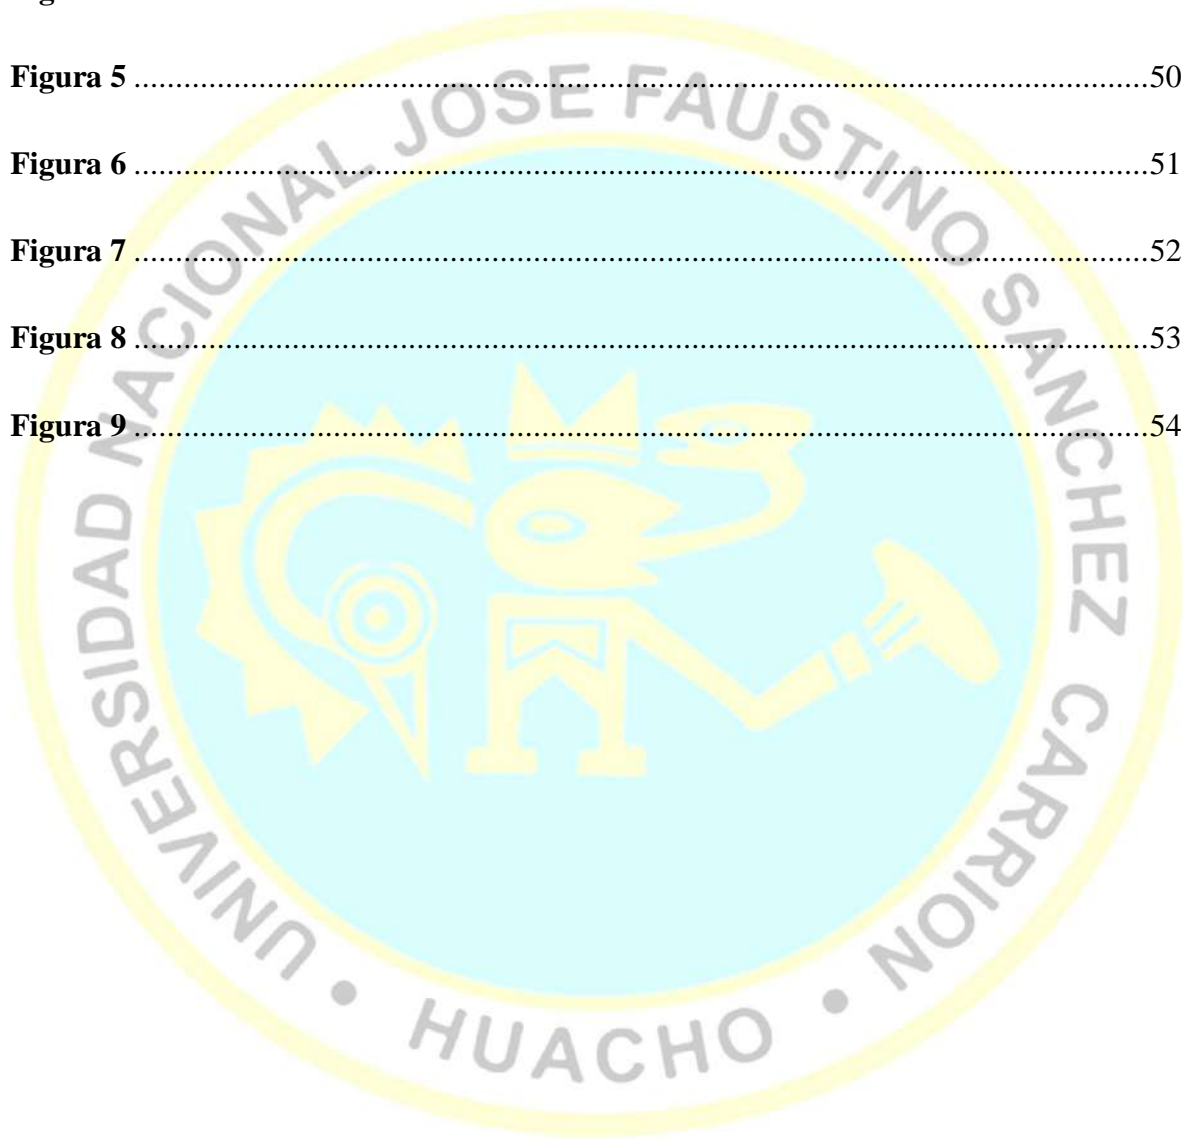 Figura 5 ........................................................................................................................50
Figura 6 ........................................................................................................................51
Figura 7 ........................................................................................................................52
Figura 8 ........................................................................................................................53
Figura 9 ........................................................................................................................54
UNIVERSIDAD NACIONAL JOSE FAUSTINO SANCHEZ CARRION
• HUACHO •